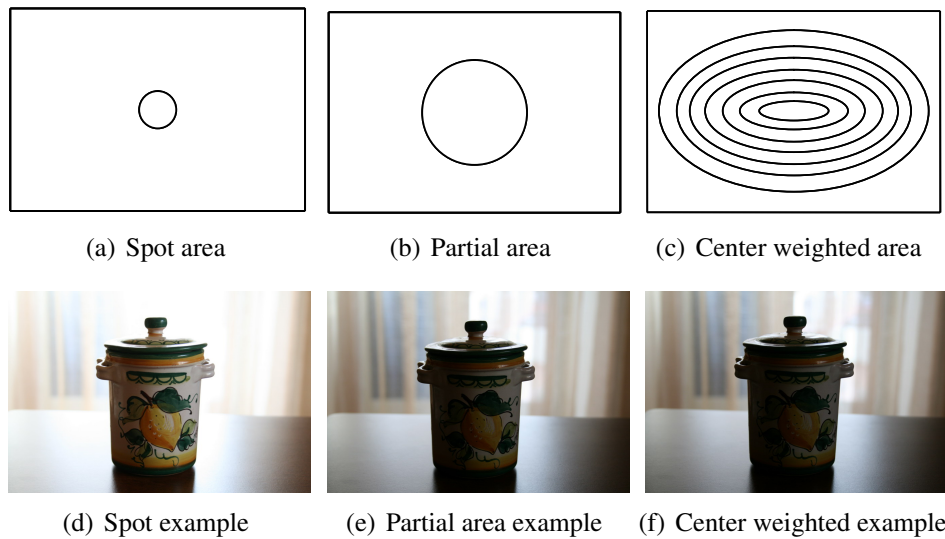 (a) Spot area
(b) Partial area
(c) Center weighted area
(d) Spot example
(e) Partial area example
(f) Center weighted example